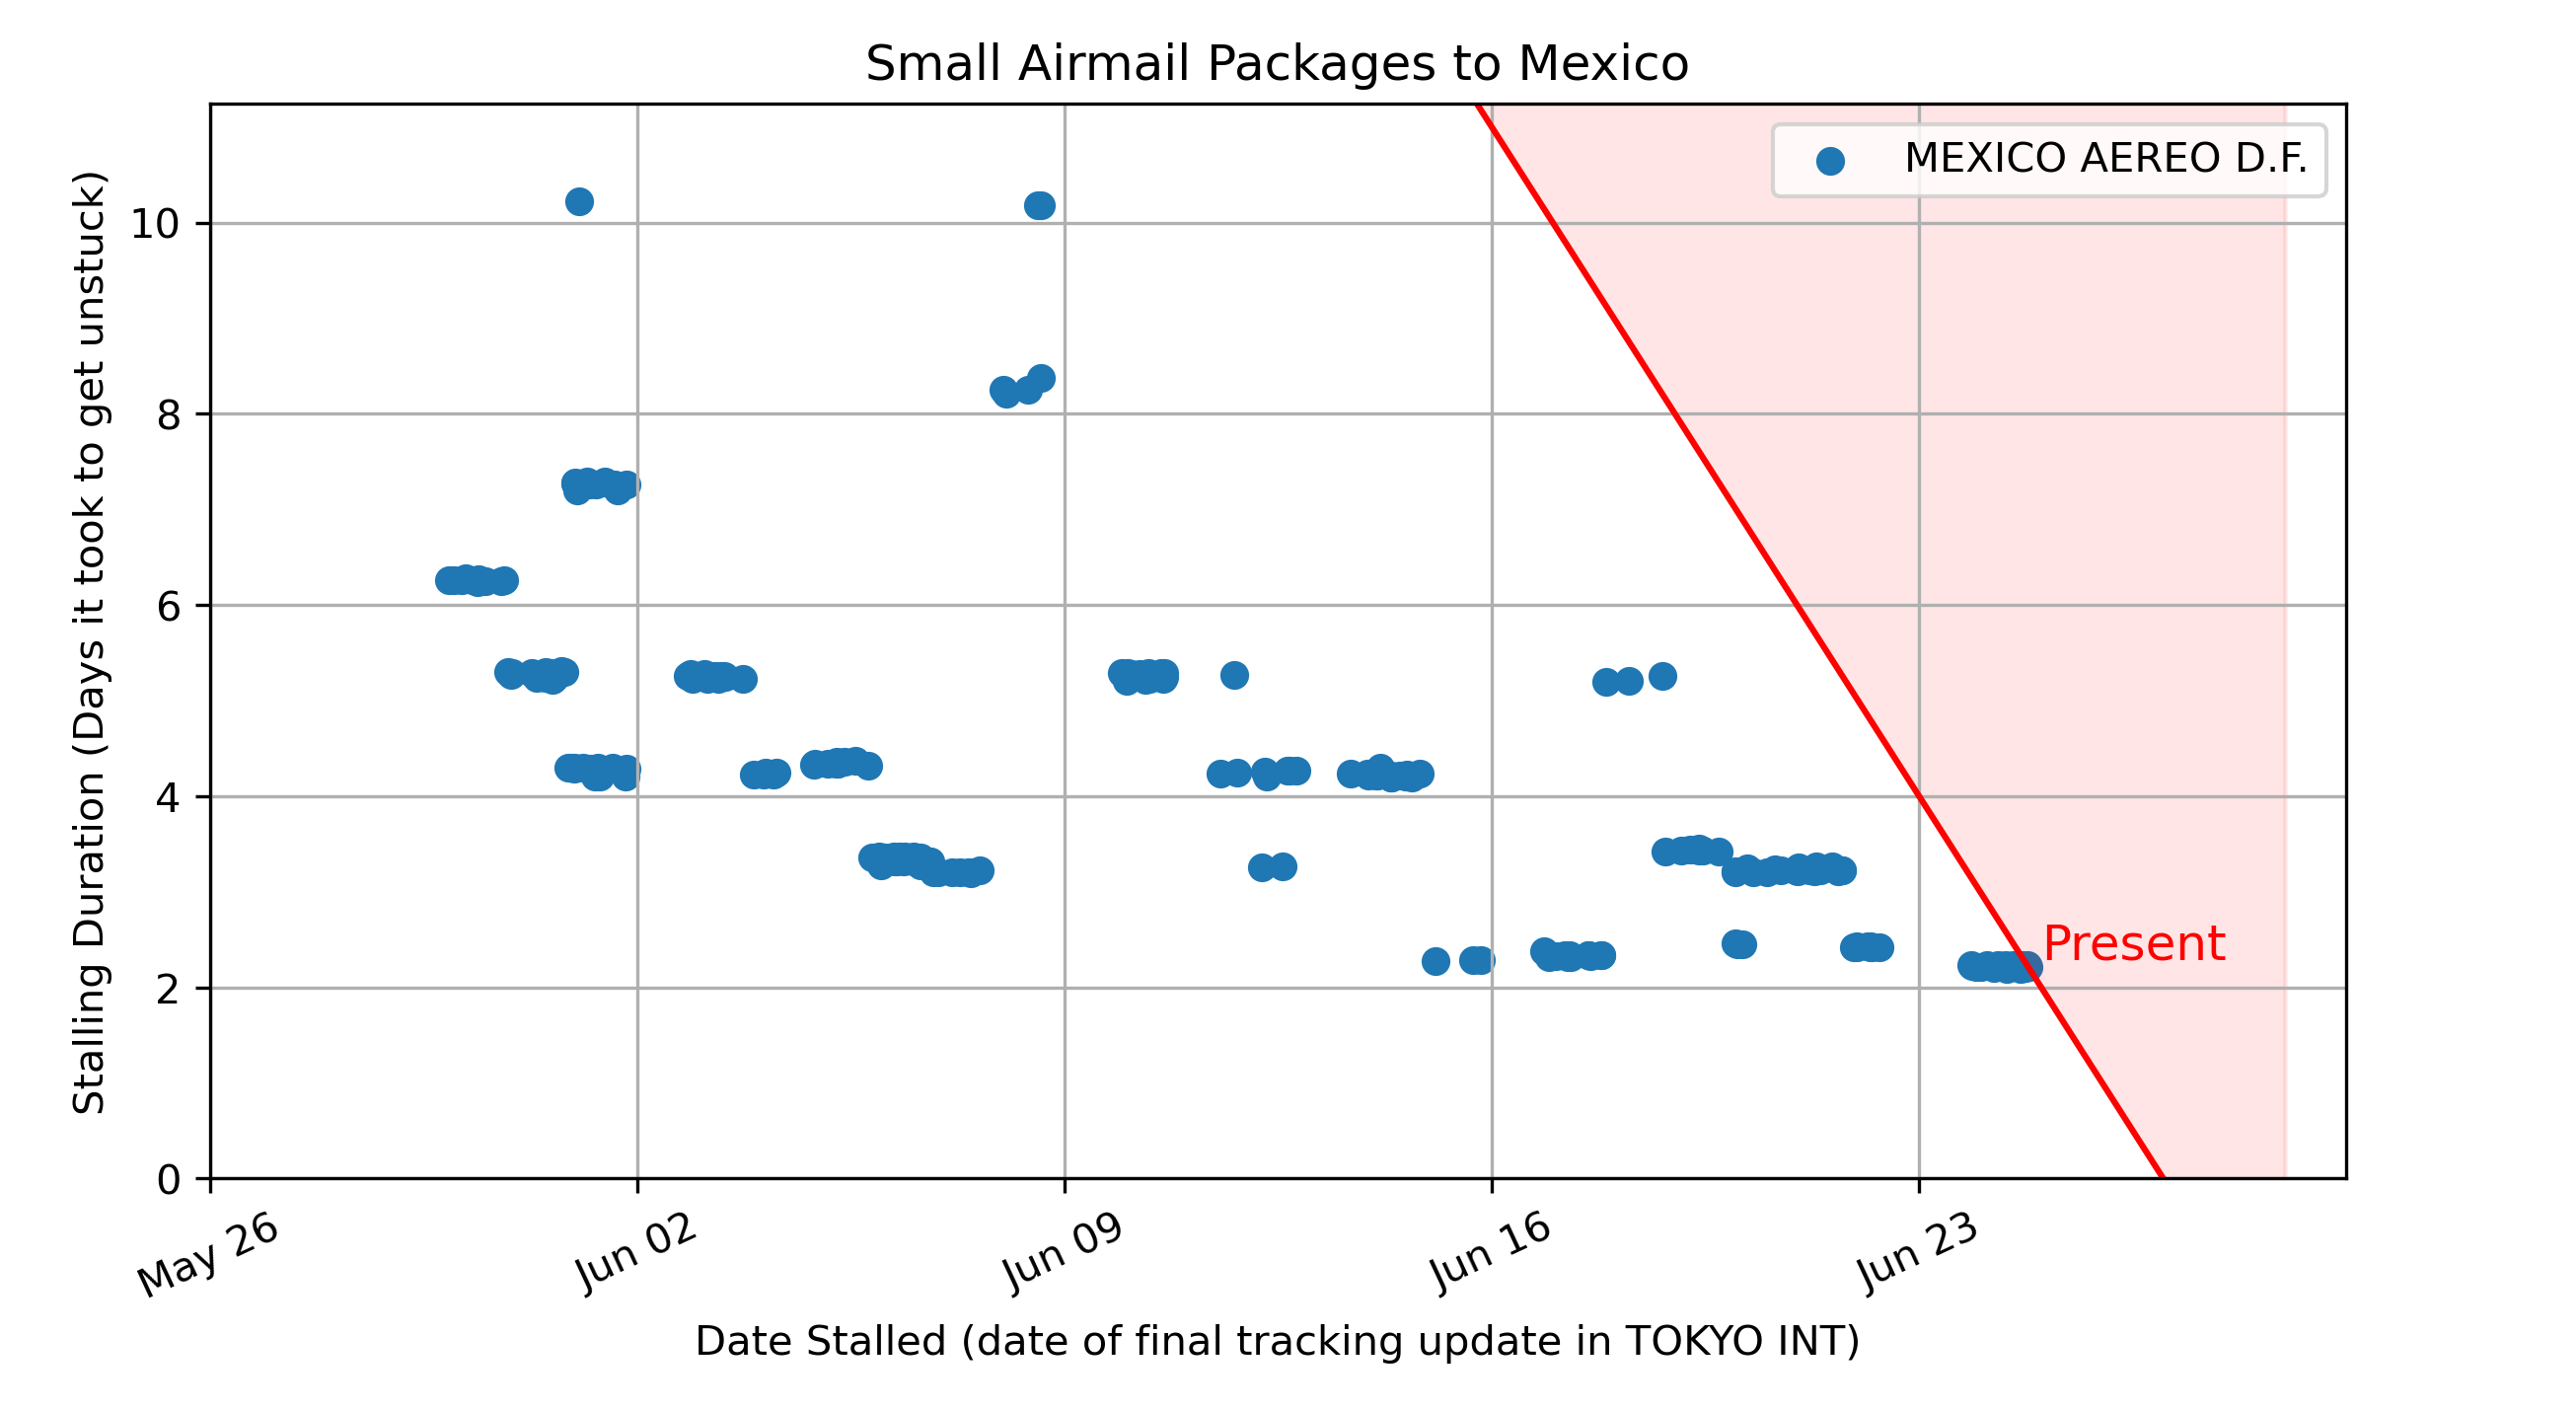 Small Airmail Packages to Mexico
MEXICO AEREO D.F.
Stalling Duration (Days it took to get unstuck)
10
8
6
4
2
0
Present
May 26
Jun 02
Jun 09
Jun 16
Jun 23
Date Stalled (date of final tracking update in TOKYO INT)